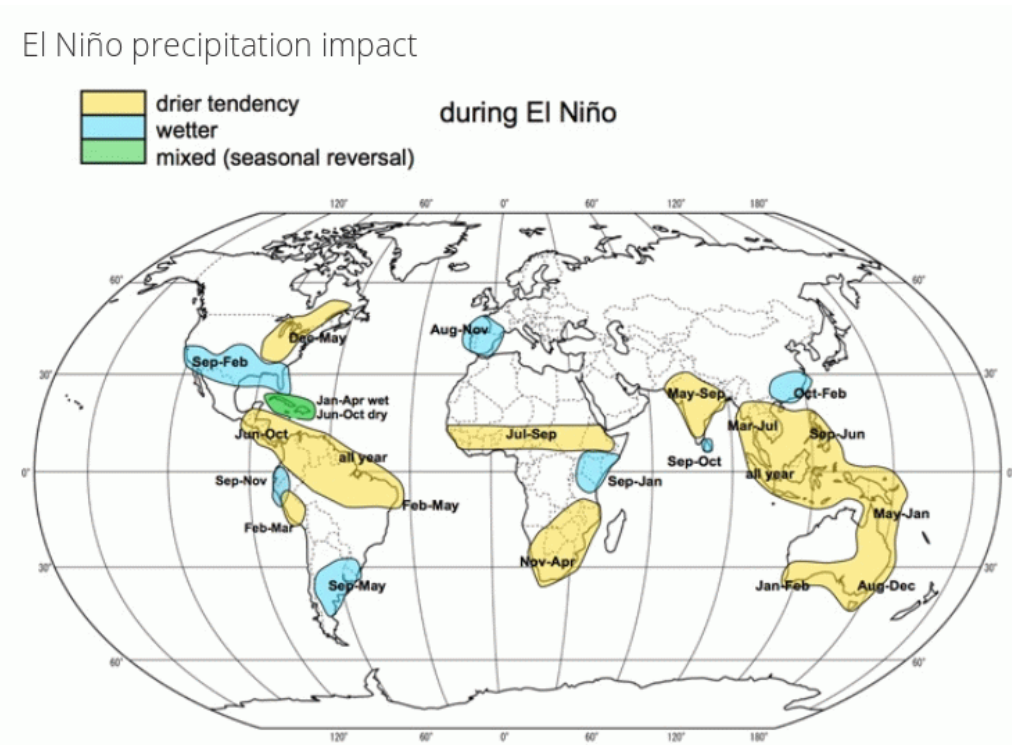 El Niño precipitation impact
drier tendency
during El Niño
wetter
mixed (seasonal reversal)
120° 60° 0° 60° 120° 180°
60° 60°
Aug-Nov
Dec-May
Sep-Feb
30° 30°
May-Sep
Oct-Feb
Jan-Apr wet
Jun-Oct dry
Mar-Jul
Jun-Oct
Jul-Sep
Sep-Jun
all year
Sep-Oct
0° 0°
all year
Sep-Nov
Sep-Jan
Feb-May
May-Jan
Feb-Mar
Nov-Apr
30° 30°
Sep-May
Jan-Feb
Aug-Dec
60° 60°
120° 60° 0° 60° 120° 180°